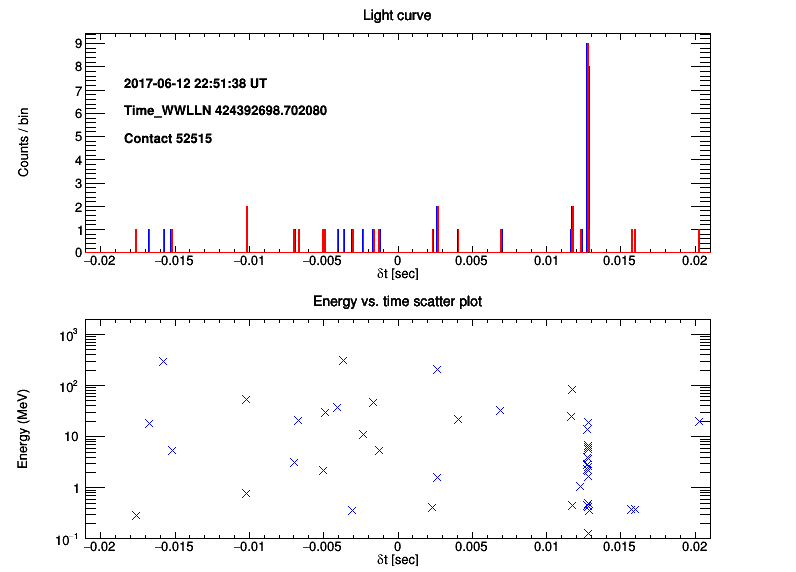 Light curve
Counts / bin
9
8
7
6
5
4
3
2
1
0
2017-06-12 22:51:38 UT
Time_WWLLN 424392698.702080
Contact 52515
−0.02 −0.015 −0.01 −0.005 0 0.005 0.01 0.015 0.02
δt [sec]
Energy vs. time scatter plot
Energy (MeV)
10³
10²
10
1
10⁻¹
−0.02 −0.015 −0.01 −0.005 0 0.005 0.01 0.015 0.02
δt [sec]